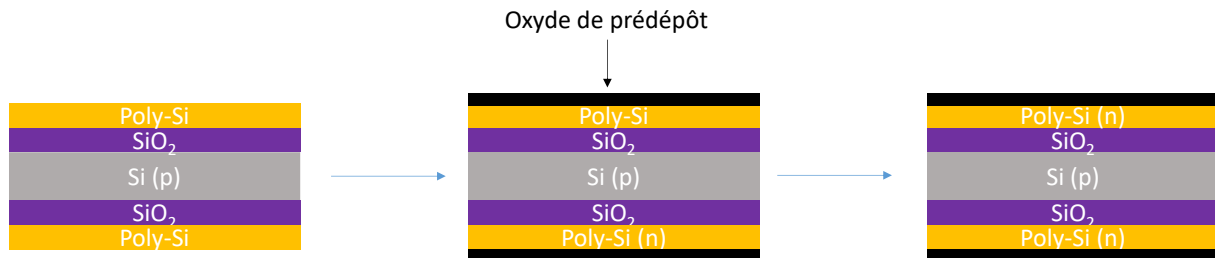 Oxyde de prédépôt
Poly-Si
SiO₂
Si (p)
SiO₂
Poly-Si
Poly-Si
SiO₂
Si (p)
SiO₂
Poly-Si (n)
Poly-Si (n)
SiO₂
Si (p)
SiO₂
Poly-Si (n)